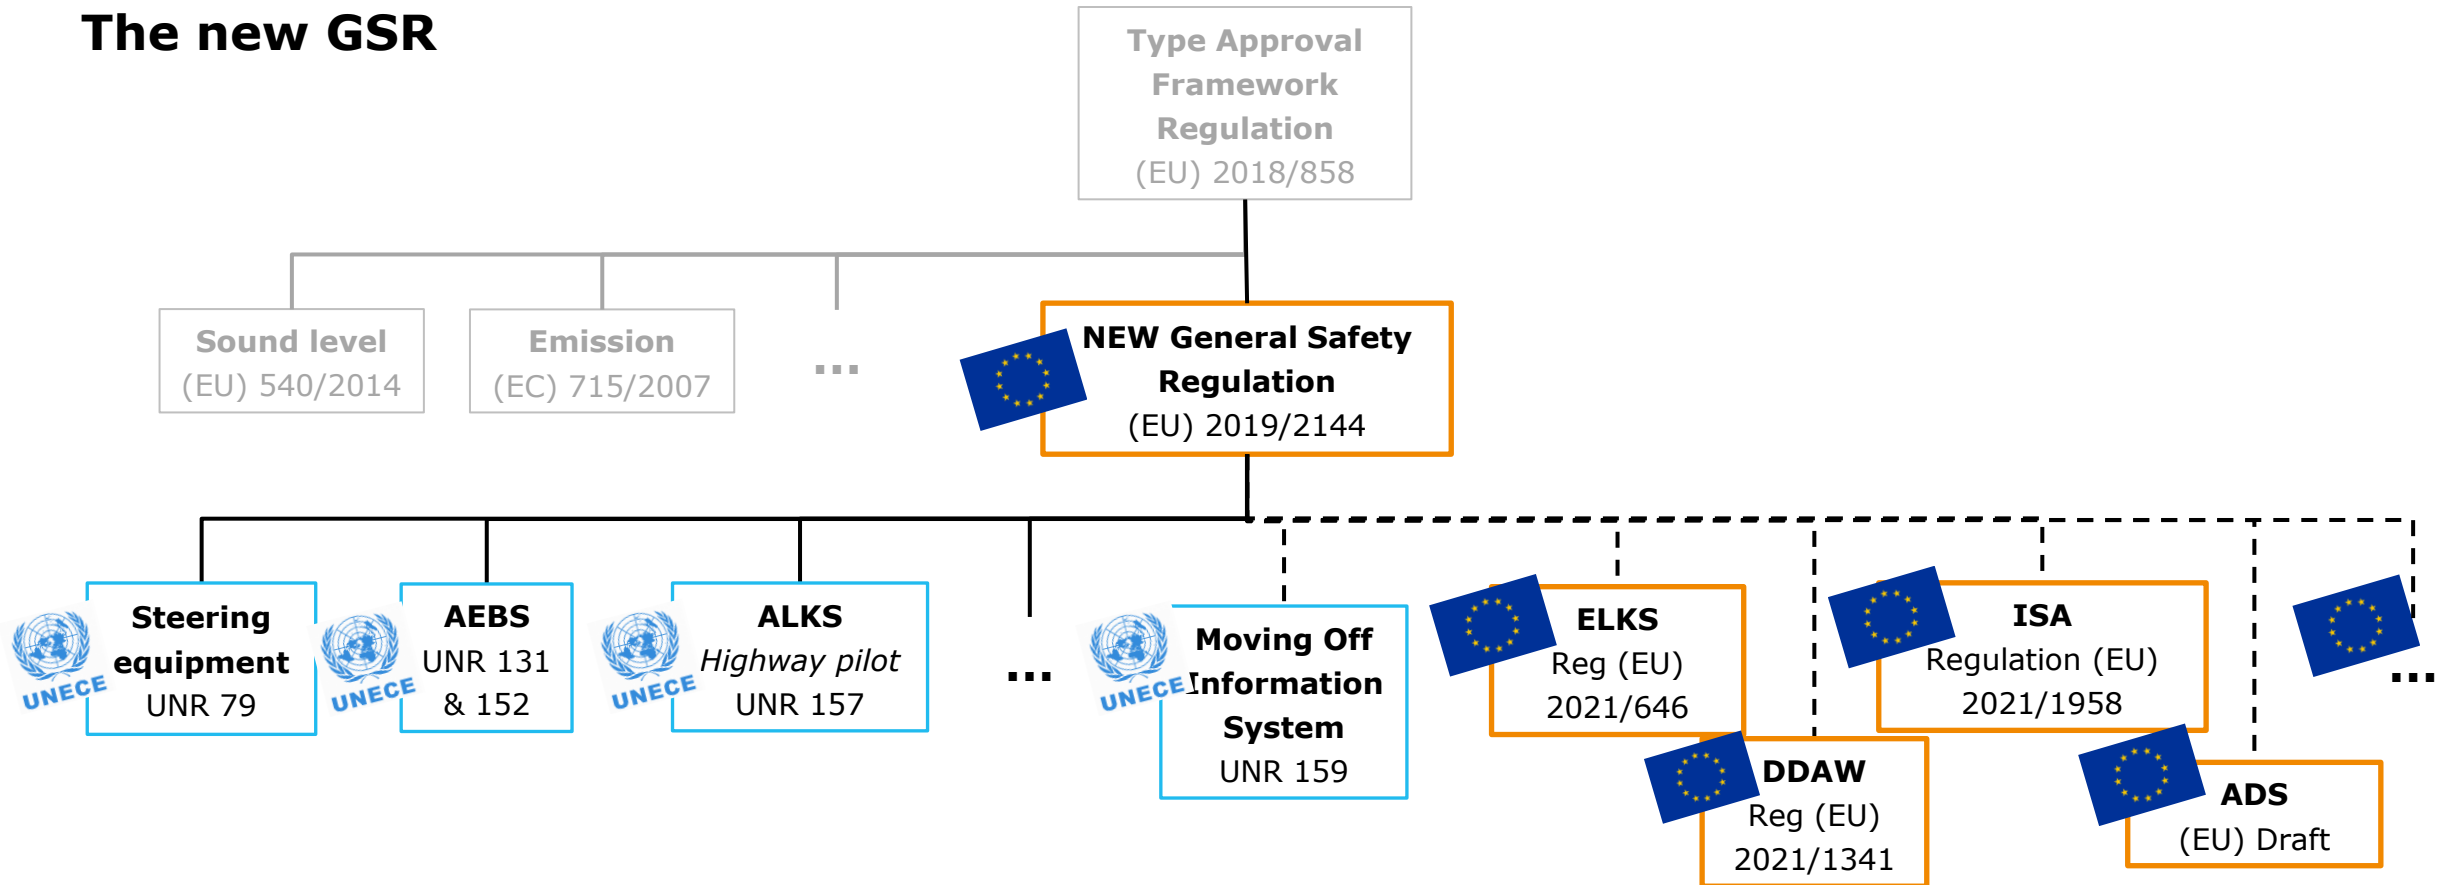 The new GSR
Type Approval
Framework
Regulation
(EU) 2018/858
Sound level
(EU) 540/2014
Emission
(EC) 715/2007
...
NEW General Safety
Regulation
(EU) 2019/2144
UNECE
Steering
equipment
UNR 79
UNECE
AEBS
UNR 131
& 152
UNECE
ALKS
Highway pilot
UNR 157
...
UNECE
Moving Off
Information
System
UNR 159
ELKS
Reg (EU)
2021/646
DDAW
Reg (EU)
2021/1341
ISA
Regulation (EU)
2021/1958
ADS
(EU) Draft
...